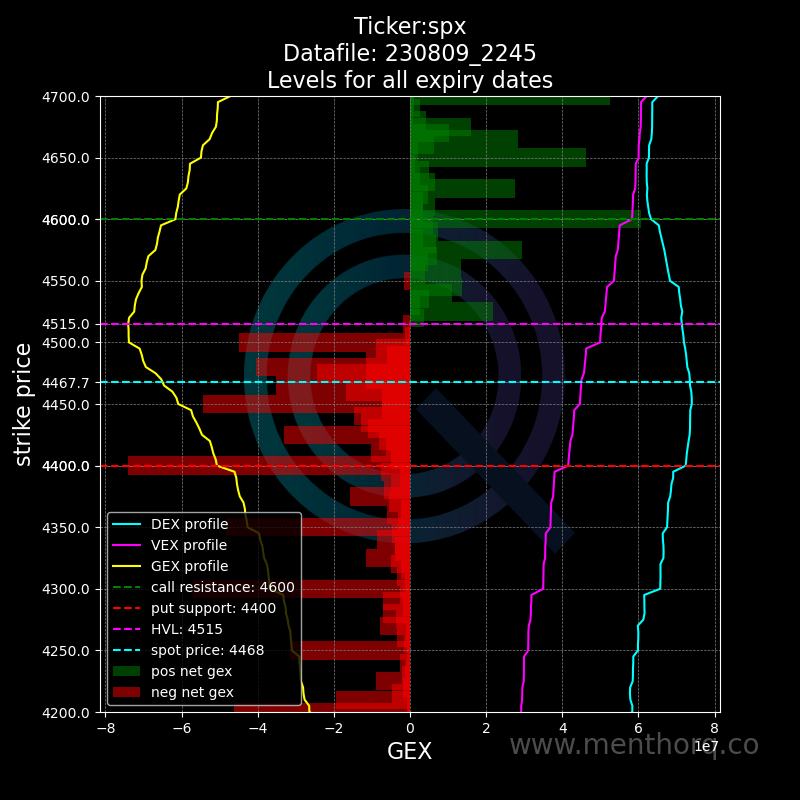 Ticker:spx
Datafile: 230809_2245
Levels for all expiry dates
4700.0
4650.0
4600.0
4550.0
4515.0
4500.0
4467.7
4450.0
4400.0
4350.0
4300.0
4250.0
4200.0
strike price
DEX profile
VEX profile
GEX profile
call resistance: 4600
put support: 4400
HVL: 4515
spot price: 4468
pos net gex
neg net gex
−8 −6 −4 −2 0 2 4 6 8
1e7
GEX
www.menthorq.co